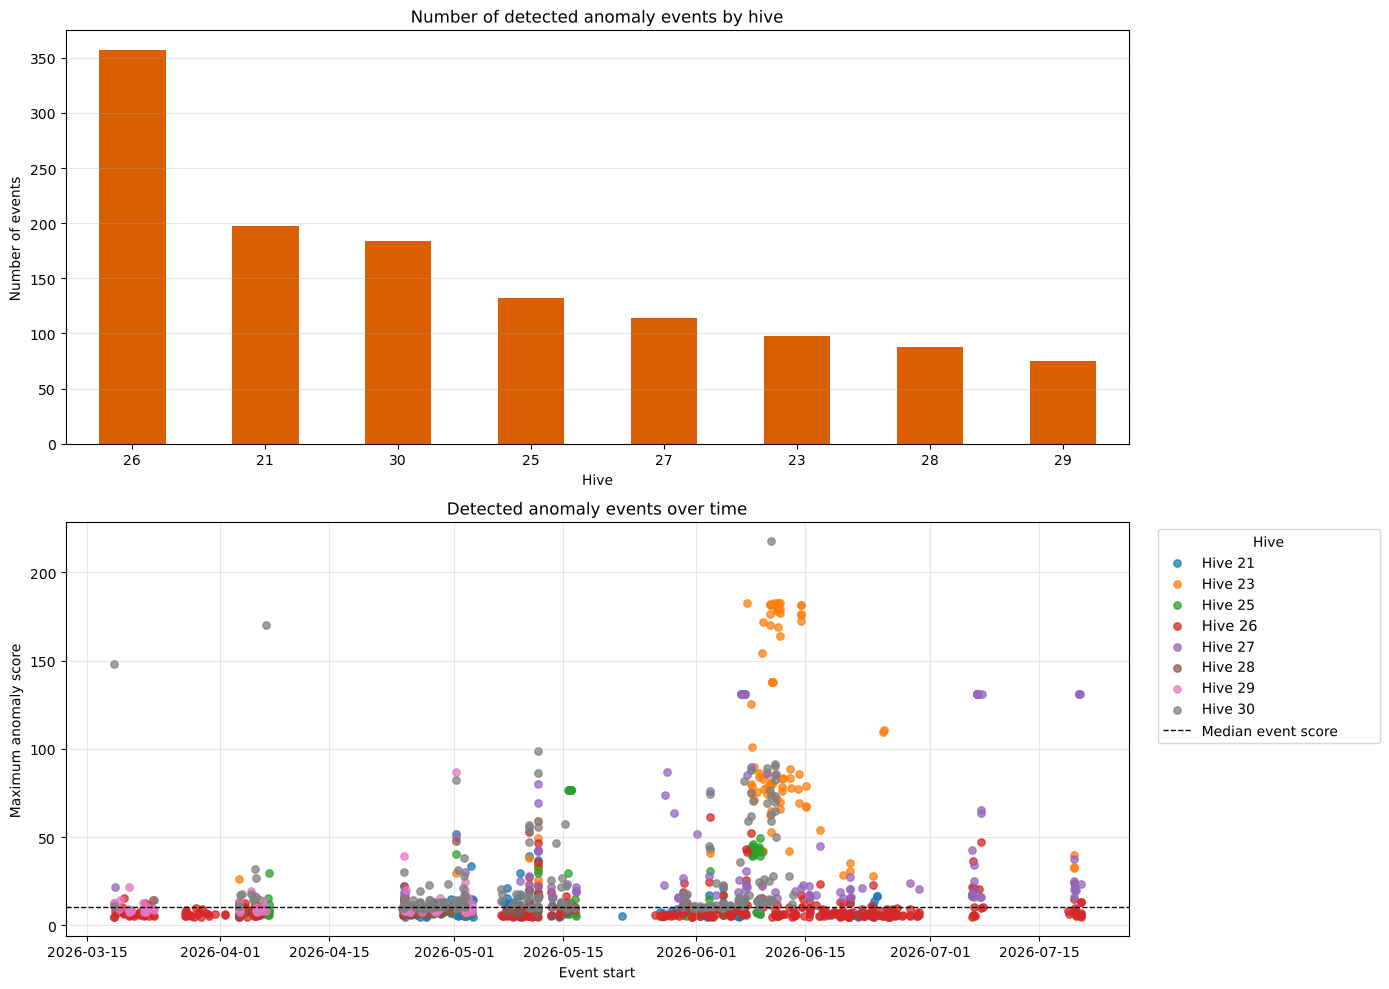 Number of detected anomaly events by hive
Number of events
350
300
250
200
150
100
50
0
26 21 30 25 27 23 28 29
Hive
Detected anomaly events over time
Maximum anomaly score
200
150
100
50
0
2026-03-15 2026-04-01 2026-04-15 2026-05-01 2026-05-15 2026-06-01 2026-06-15 2026-07-01 2026-07-15
Event start
Hive
Hive 21
Hive 23
Hive 25
Hive 26
Hive 27
Hive 28
Hive 29
Hive 30
Median event score